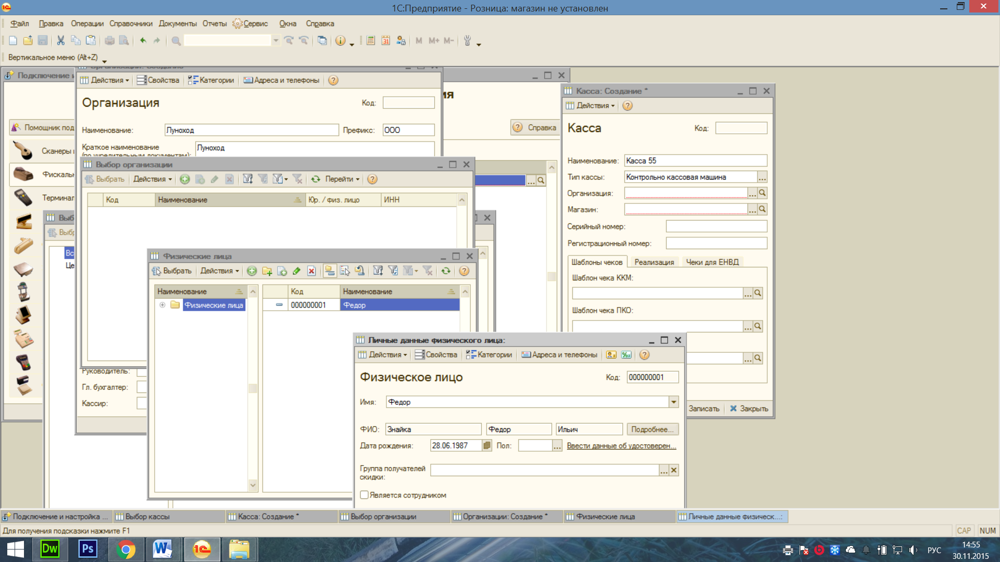 1С:Предприятие - Розница: магазин не установлен
Файл Правка Операции Справочники Документы Отчеты Сервис Окна Справка
M M+ M-
Вертикальное меню (Alt+Z)
Подключение и
Организации: Создание *
Действия Свойства Категории Адреса и телефоны
Организация Код:
Наименование: Луноход Префикс: ООО
Краткое наименование
(по учредительным документам): Луноход
Помощник под
Сканеры
Фискаль
Терминал
ия
Справка
Выбор организации
Выбрать Действия Перейти
Код Наименование Юр. / физ. лицо ИНН
Выб
Выбр
Вс
Це
Руководитель:
Гл. бухгалтер:
Кассир:
Физические лица
Выбрать Действия
Наименование
Физические лица
Код Наименование
000000001 Федор
Касса: Создание *
Действия
Касса Код:
Наименование: Касса 55
Тип кассы: Контрольно кассовая машина
Организация:
Магазин:
Серийный номер:
Регистрационный номер:
Шаблоны чеков Реализация Чеки для ЕНВД
Шаблон чека ККМ:
Шаблон чека ПКО:
Записать Закрыть
Личные данные физического лица:
Действия Свойства Категории Адреса и телефоны
Физическое лицо Код: 000000001
Имя: Федор
ФИО: Знайка Федор Ильич Подробнее...
Дата рождения: 28.06.1987 Пол: Ввести данные об удостоверен...
Группа получателей
скидки:
Является сотрудником
Подключение и настройка ... Выбор кассы Касса: Создание * Выбор организации Организации: Создание * Физические лица Личные данные физическ...:
Для получения подсказки нажмите F1 CAP NUM
Dw Ps W 1С РУС 14:55
30.11.2015